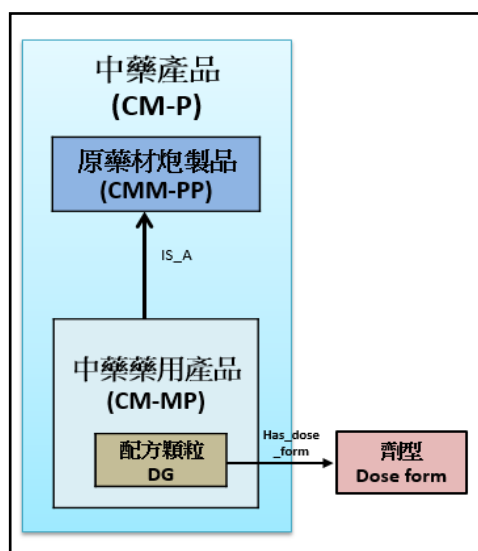 中藥產品
(CM-P)
原藥材炮製品
(CMM-PP)
IS_A
中藥藥用產品
(CM-MP)
配方顆粒
DG
Has_dose
_form
劑型
Dose form